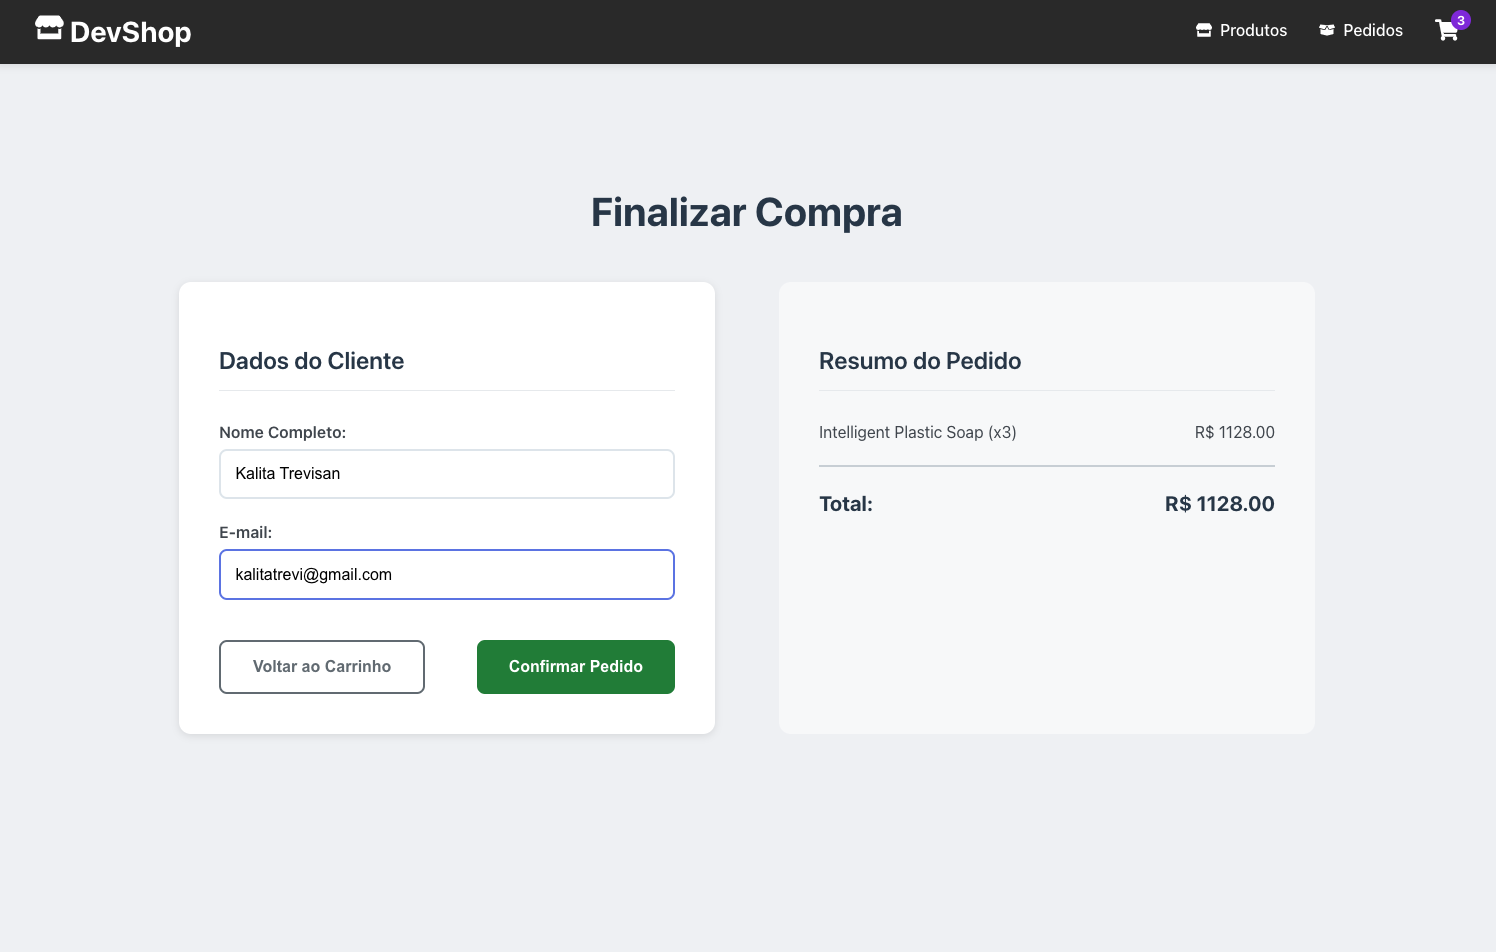 DevShop
Produtos
Pedidos
3
Finalizar Compra
Dados do Cliente
Nome Completo:
Kalita Trevisan
E-mail:
kalitatrevi@gmail.com
Voltar ao Carrinho
Confirmar Pedido
Resumo do Pedido
Intelligent Plastic Soap (x3) R$ 1128.00
Total: R$ 1128.00